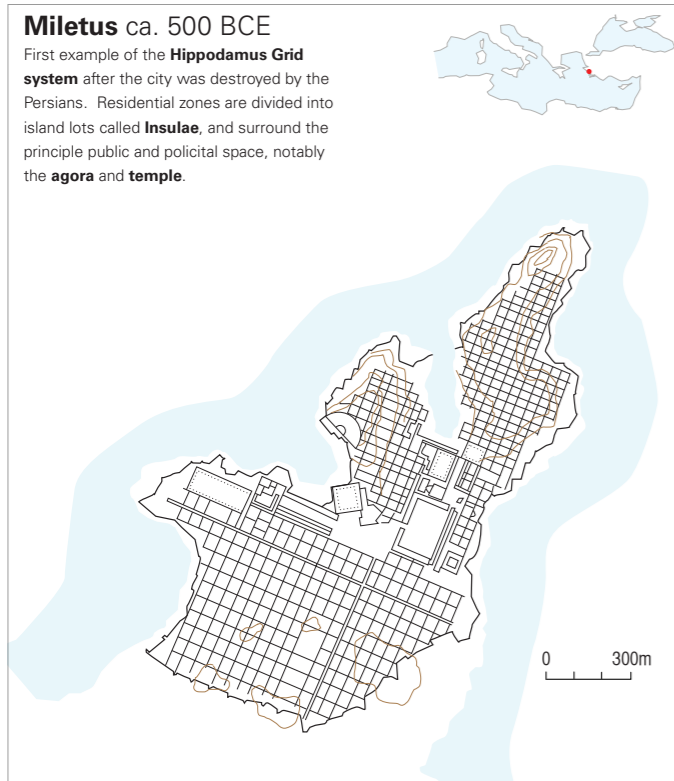 Miletus ca. 500 BCE
First example of the Hippodamus Grid
system after the city was destroyed by the
Persians. Residential zones are divided into
island lots called Insulae, and surround the
principle public and policital space, notably
the agora and temple.
0 300m